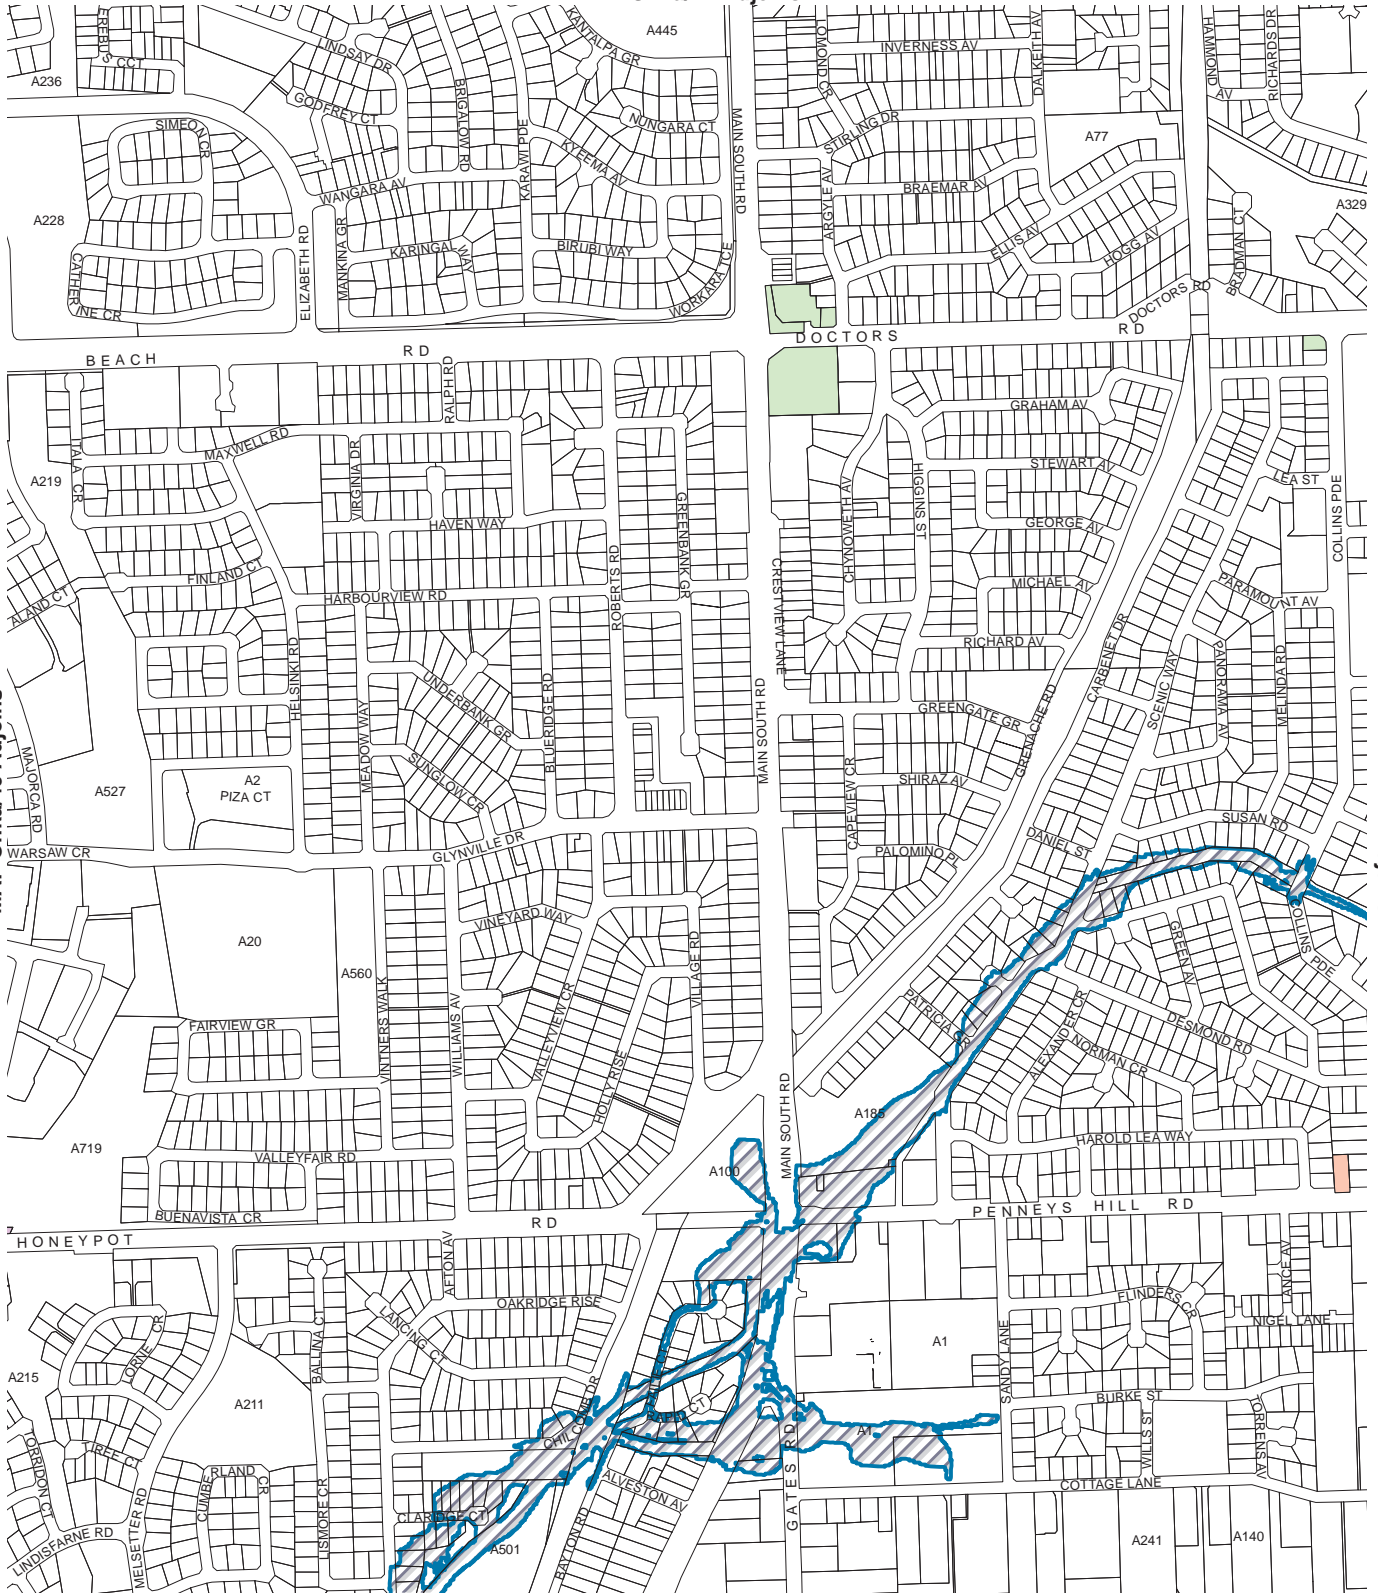 A445
KANTALPA GR
LOMOND CR
INVERNESS AV
DALKEITH AV
HAMMOND AV
RICHARDS DR
EREBUS CCT
A236
LINDSAY DR
BRIGALOW RD
GODFREY CT
NUNGARA CT
MAIN SOUTH RD
STIRLING DR
A77
SIMEON CR
KARAWI PDE
KYEEMA AV
WANGARA AV
BRAEMAR AV
ARGYLE AV
A329
A228
ELIZABETH RD
MANKINA GR
KARINGAL WAY
BIRUBI WAY
WORKARA TCE
ELLIS AV
HOGG AV
BRADMAN CT
CATHERINE CR
DOCTORS RD
DOCTORS RD
BEACH RD
RALPH RD
GRAHAM AV
MAXWELL RD
VIRGINIA DR
STEWART AV
LEA ST
ITALA CR
A219
HIGGINS ST
CHYNOWETH AV
GREENBANK GR
HAVEN WAY
GEORGE AV
COLLINS PDE
FINLAND CT
ALAND CT
HARBOURVIEW RD
ROBERTS RD
CRESTVIEW LANE
MICHAEL AV
PARAMOUNT AV
HELSINKI RD
RICHARD AV
CABERNET DR
SCENIC WAY
PANORAMA AV
MELINDA RD
UNDERBANK GR
BLUERIDGE RD
MAIN SOUTH RD
GREENGATE GR
GRENACHE RD
MEADOW WAY
SUNGLOW CR
MAJORCA RD
A527
A2
PIZA CT
CAPEVIEW CR
SHIRAZ AV
SUSAN RD
WARSAW CR
GLYNVILLE DR
PALOMINO PL
DANIEL ST
VINEYARD WAY
A20
A560
VILLAGE RD
GREEN AV
COLLINS PDE
VINTNERS WALK
WILLIAMS AV
VALLEYVIEW CR
HOLLY RISE
FAIRVIEW GR
PATRICIA CR
ALEXANDER CR
DESMOND RD
NORMAN CR
MAIN SOUTH RD
A185
A719
VALLEYFAIR RD
HAROLD LEA WAY
A100
BUENAVISTA CR
PENNEYS HILL RD
HONEYPOT RD
AFTON AV
LANCE AV
OAKRIDGE RISE
FLINDERS CR
NIGEL LANE
LORNE CR
LANCING CT
BALLINA CT
A1
SANDY LANE
A215
A211
CHILCOMB DR
CT
BURKE ST
A1
WILLS ST
TORRENS AV
TORRIDON CT
TIREE CT
CUMBERLAND CR
ALVESTON AV
GATES RD
COTTAGE LANE
MELSETTER RD
LISMORE CR
CLARIDGE CT
LINDISFARNE RD
A501
BAYTON RD
A241
A140